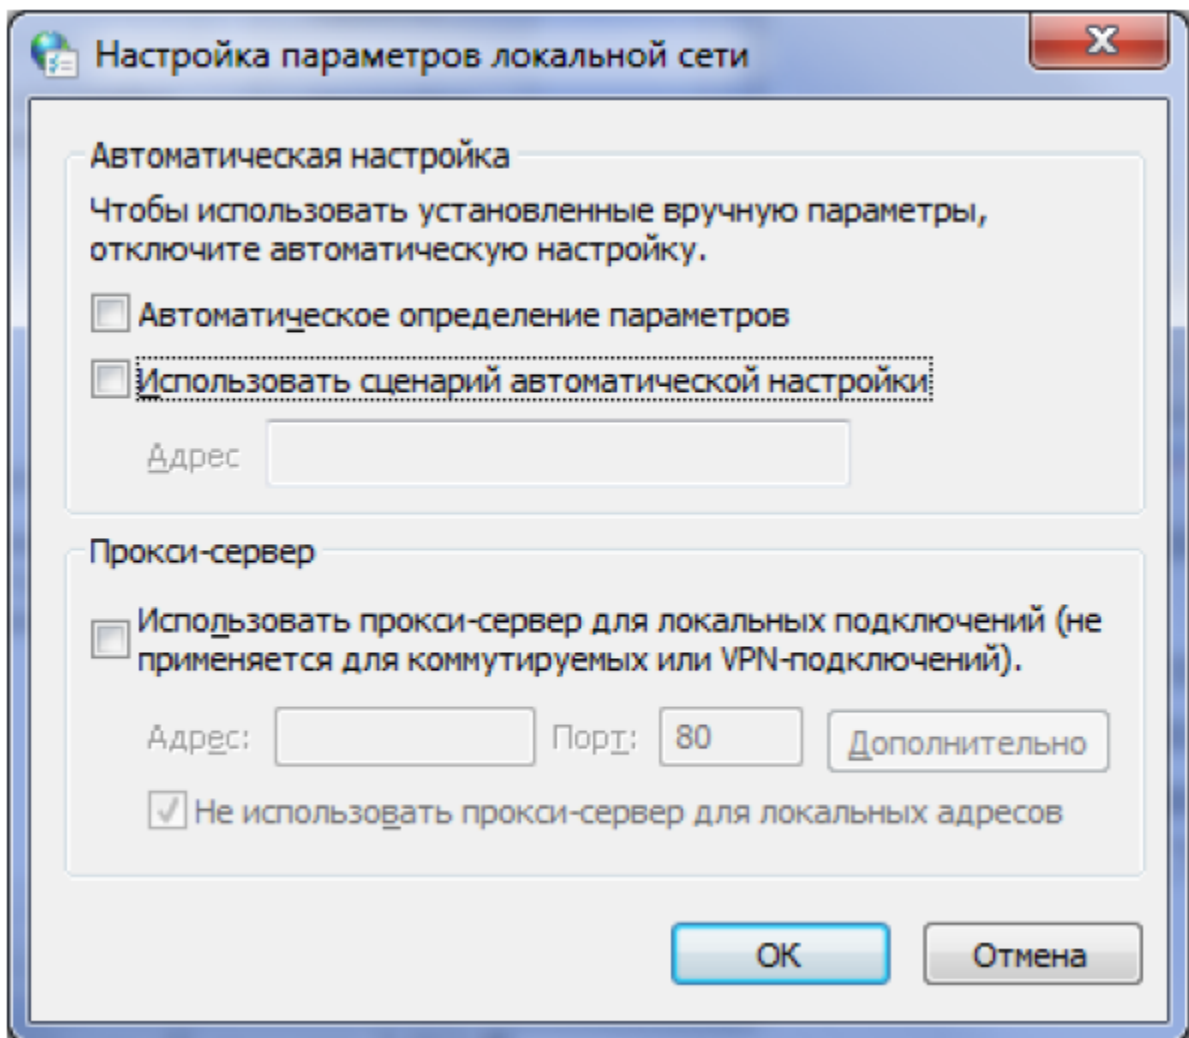 Настройка параметров локальной сети
Автоматическая настройка
Чтобы использовать установленные вручную параметры,
отключите автоматическую настройку.
Автоматическое определение параметров
Использовать сценарий автоматической настройки
Адрес
Прокси-сервер
Использовать прокси-сервер для локальных подключений (не
применяется для коммутируемых или VPN-подключений).
Адрес: Порт: 80 Дополнительно
Не использовать прокси-сервер для локальных адресов
ОК Отмена